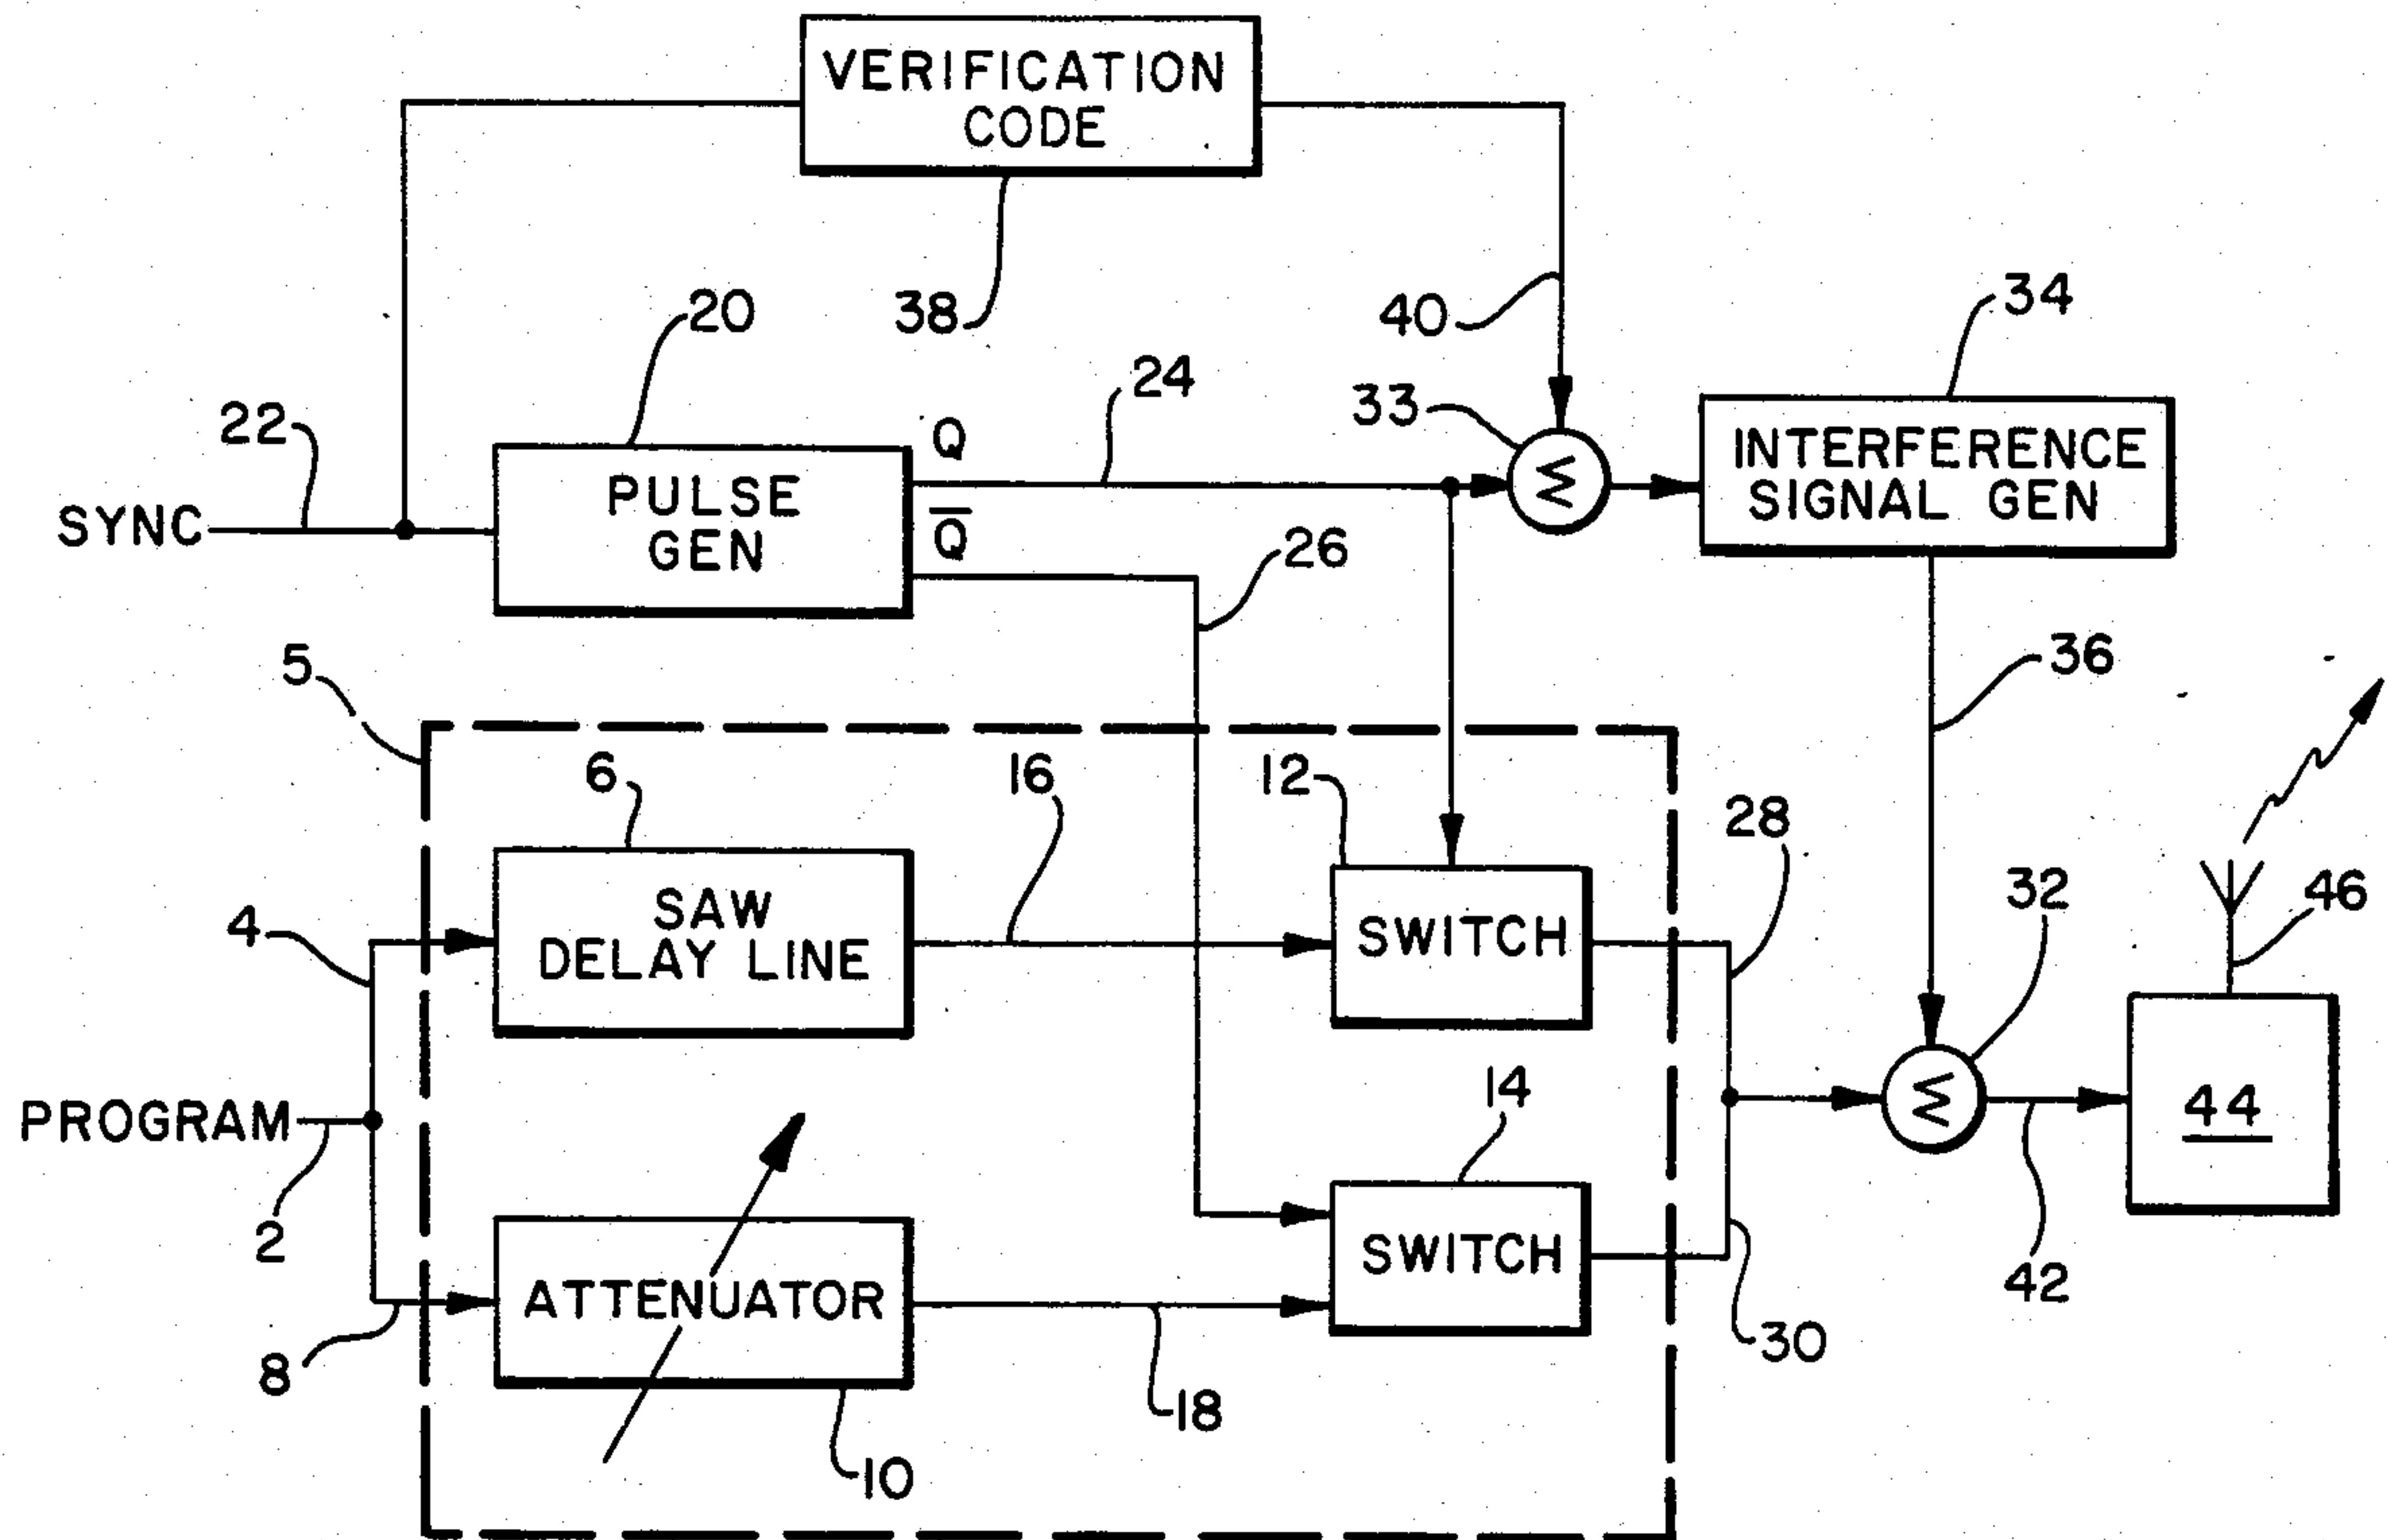 VERIFICATION
CODE
38
40
34
20
24
33
22
Q
INTERFERENCE
SIGNAL GEN
SYNC
PULSE
GEN
Q̅
26
36
5
6
16
12
28
SAW
DELAY LINE
SWITCH
4
32
46
44
PROGRAM
2
14
SWITCH
ATTENUATOR
42
8
18
30
10
Σ
Σ